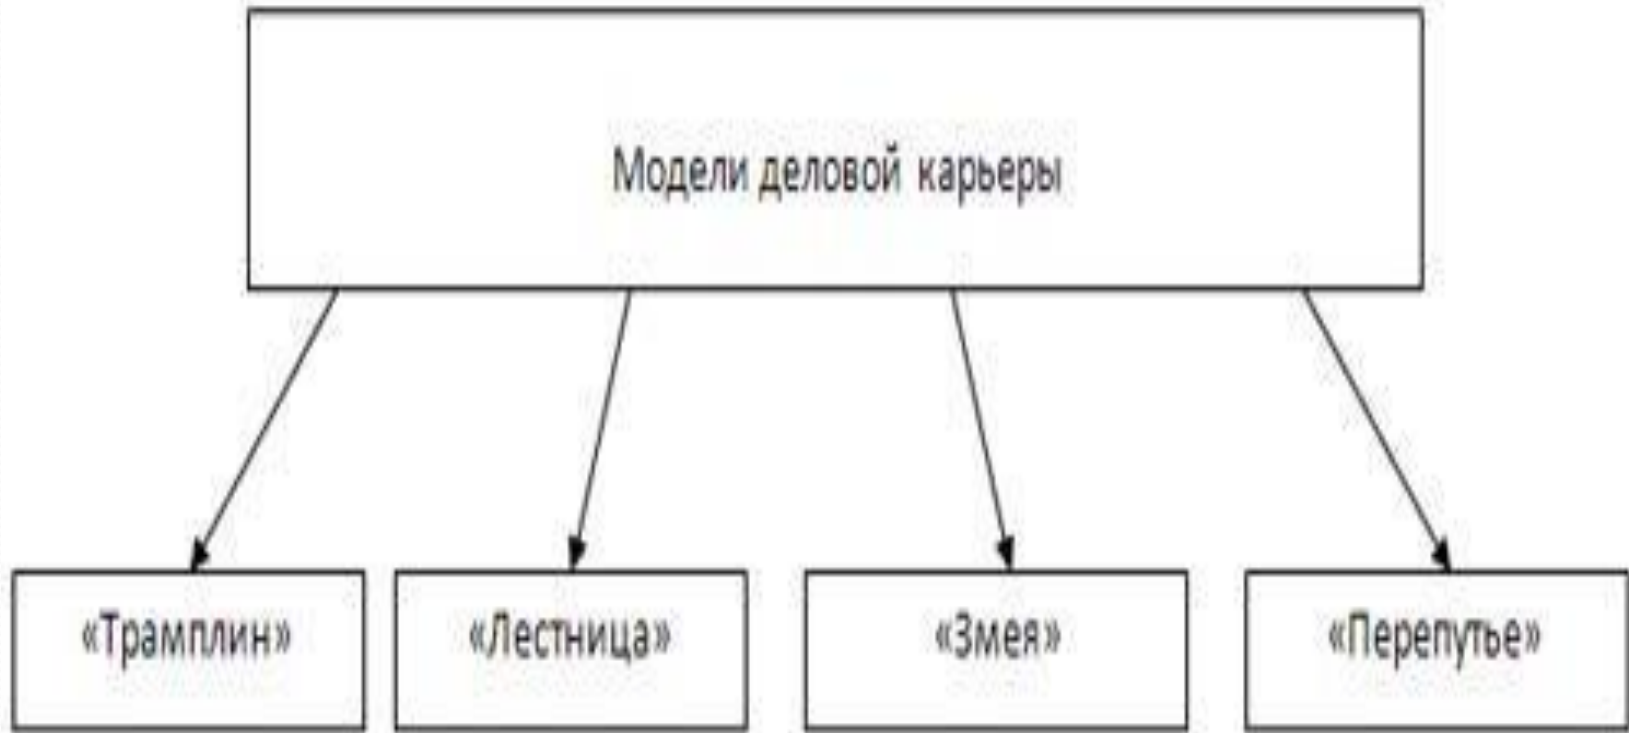 Модели деловой карьеры
«Трамплин»
«Лестница»
«Змея»
«Перепутье»